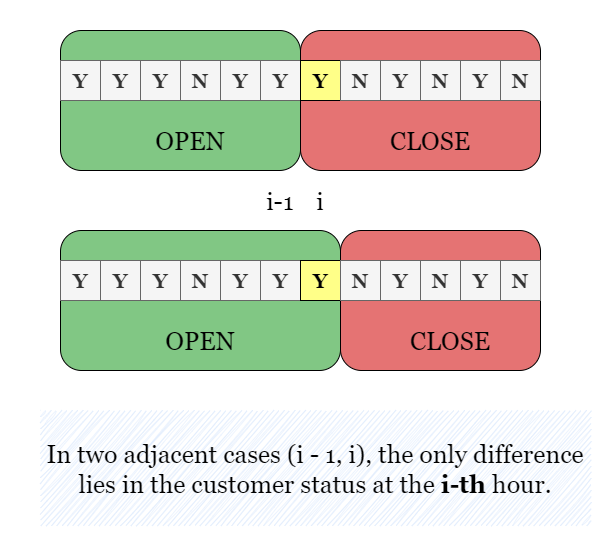 Y Y Y N Y Y Y N Y N Y N
OPEN CLOSE
i-1 i
Y Y Y N Y Y Y N Y N Y N
OPEN CLOSE
In two adjacent cases (i - 1, i), the only difference
lies in the customer status at the i-th hour.